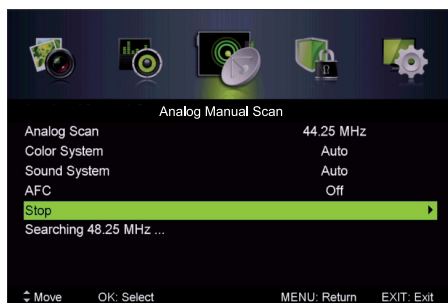 Analog Manual Scan
Analog Scan 44.25 MHz
Color System Auto
Sound System Auto
AFC Off
Stop
Searching 48.25 MHz ...
Move OK: Select MENU: Return EXIT: Exit